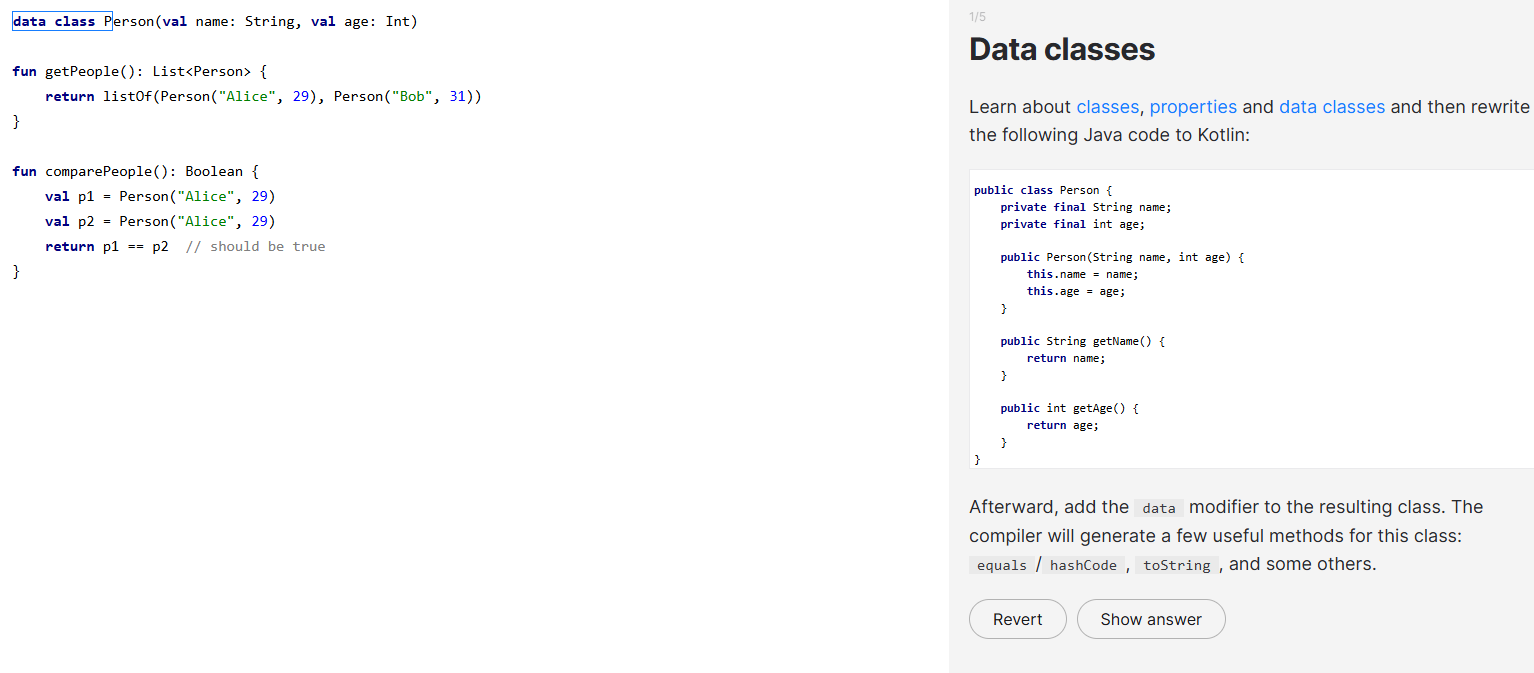 data class Person(val name: String, val age: Int)
fun getPeople(): List<Person> {
    return listOf(Person("Alice", 29), Person("Bob", 31))
}
fun comparePeople(): Boolean {
    val p1 = Person("Alice", 29)
    val p2 = Person("Alice", 29)
    return p1 == p2  // should be true
}
1/5
Data classes
Learn about classes, properties and data classes and then rewrite
the following Java code to Kotlin:
public class Person {
    private final String name;
    private final int age;
    public Person(String name, int age) {
        this.name = name;
        this.age = age;
    }
    public String getName() {
        return name;
    }
    public int getAge() {
        return age;
    }
}
Afterward, add the data modifier to the resulting class. The
compiler will generate a few useful methods for this class:
equals / hashCode , toString , and some others.
Revert
Show answer